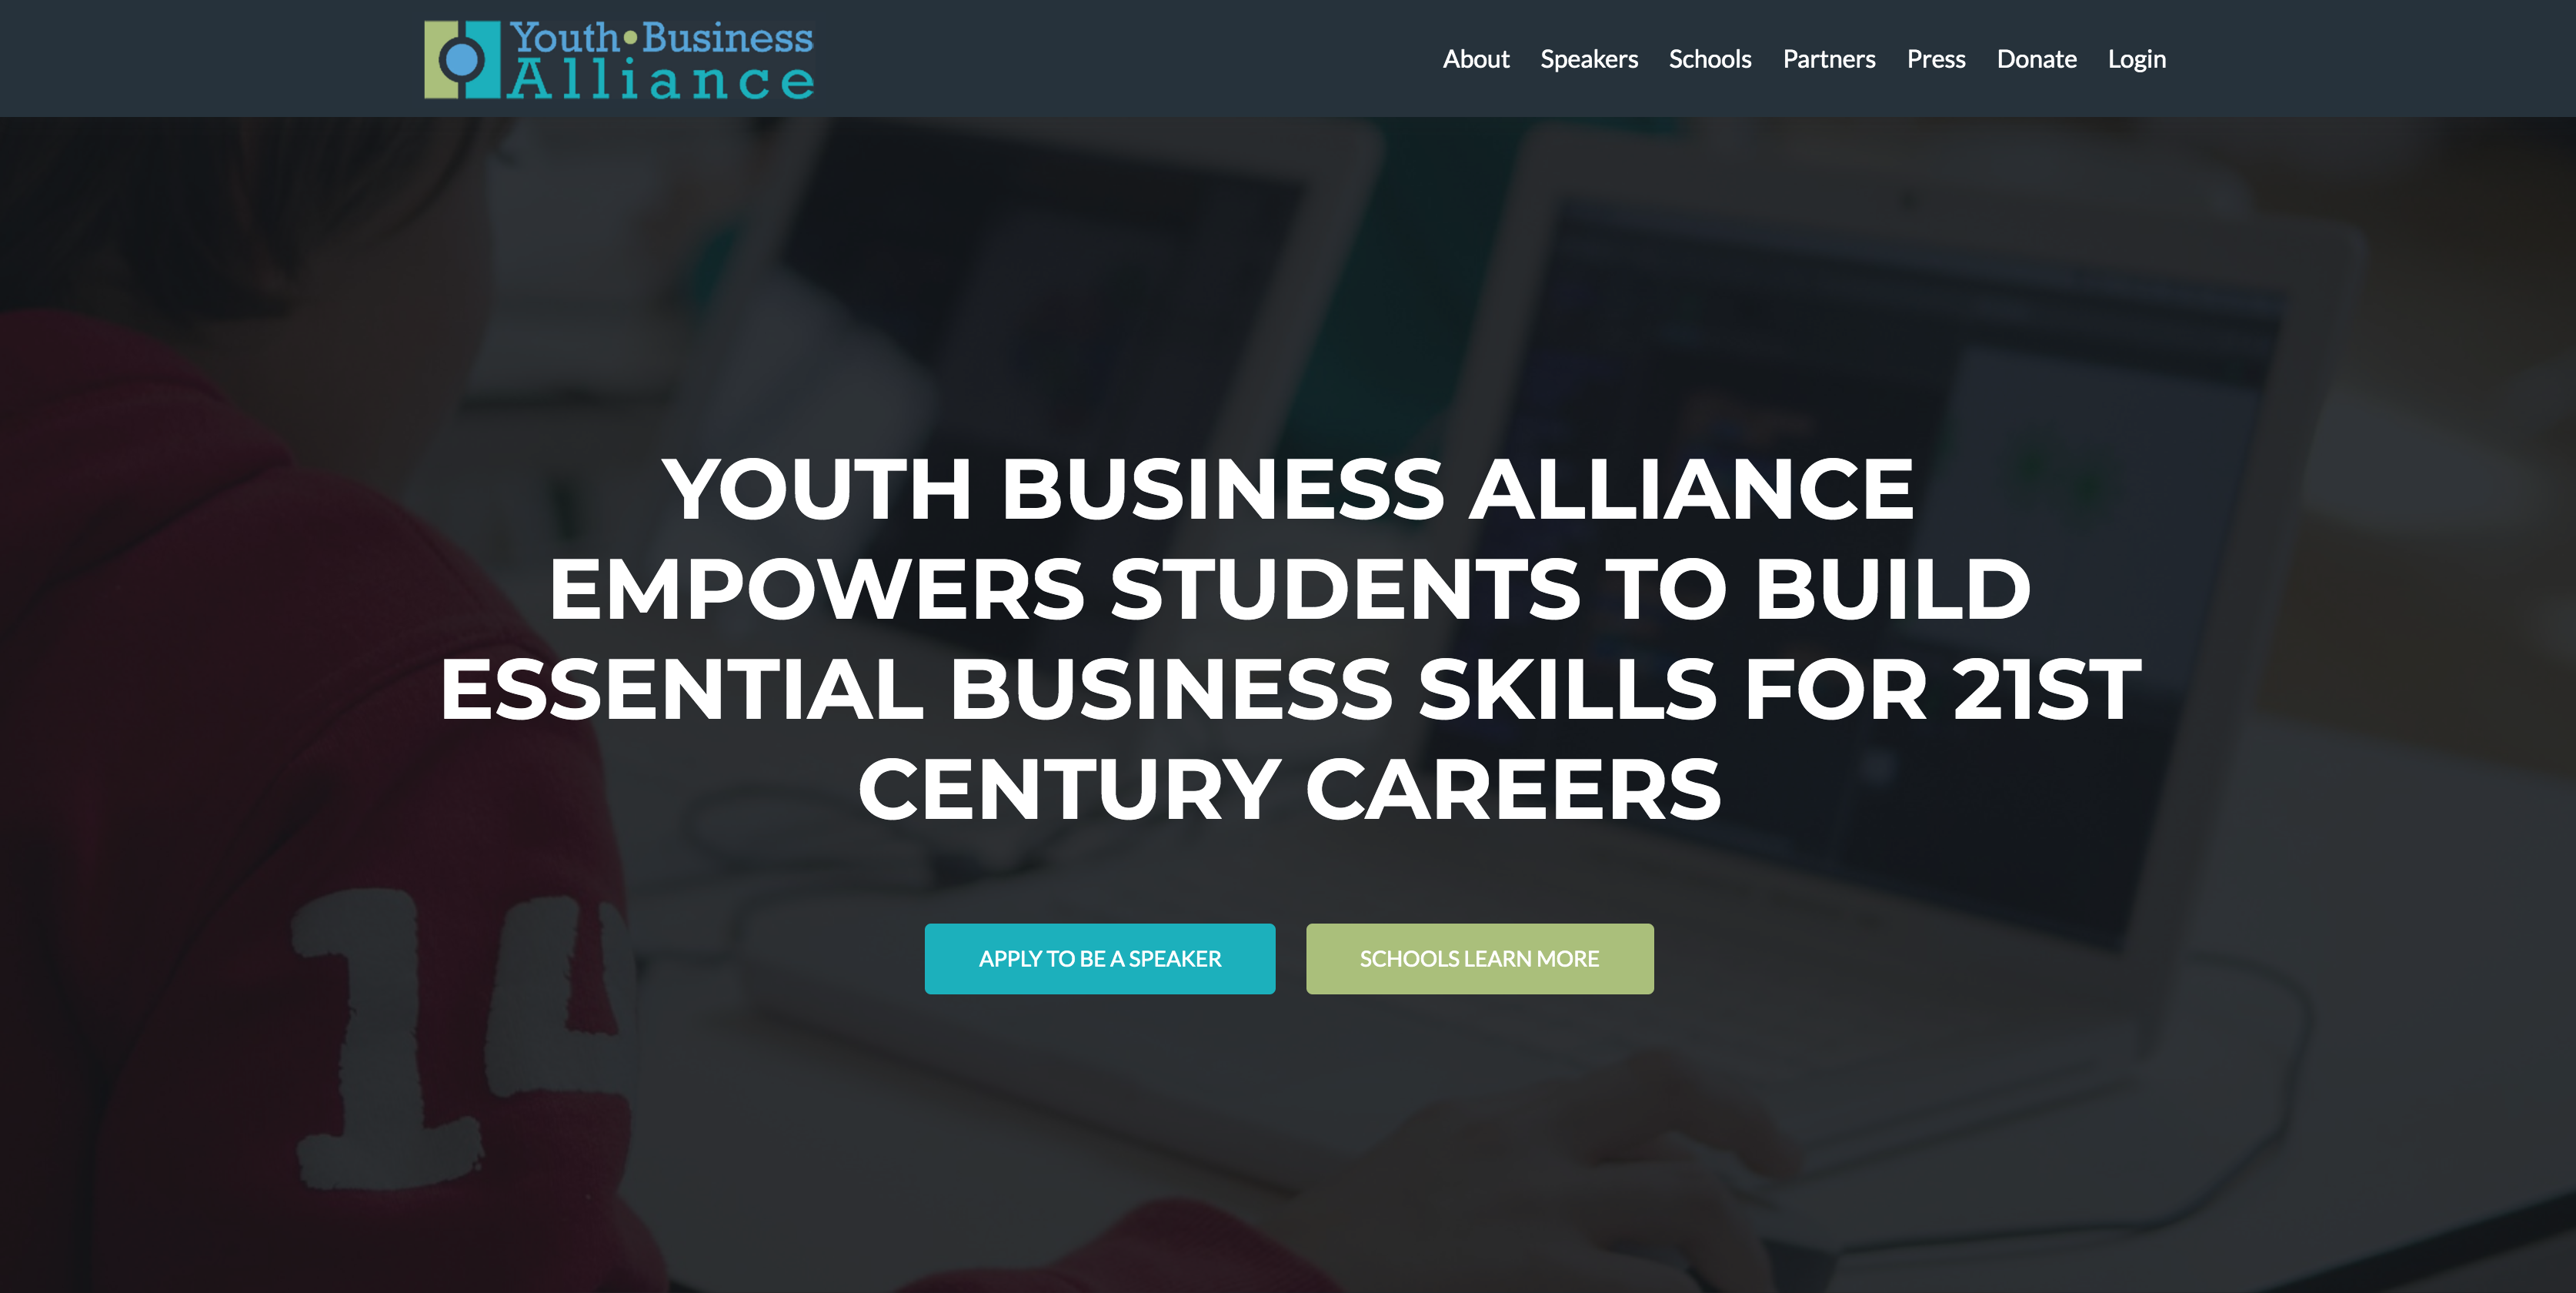 Youth•Business
Alliance
About Speakers Schools Partners Press Donate Login
YOUTH BUSINESS ALLIANCE
EMPOWERS STUDENTS TO BUILD
ESSENTIAL BUSINESS SKILLS FOR 21ST
CENTURY CAREERS
APPLY TO BE A SPEAKER SCHOOLS LEARN MORE
14